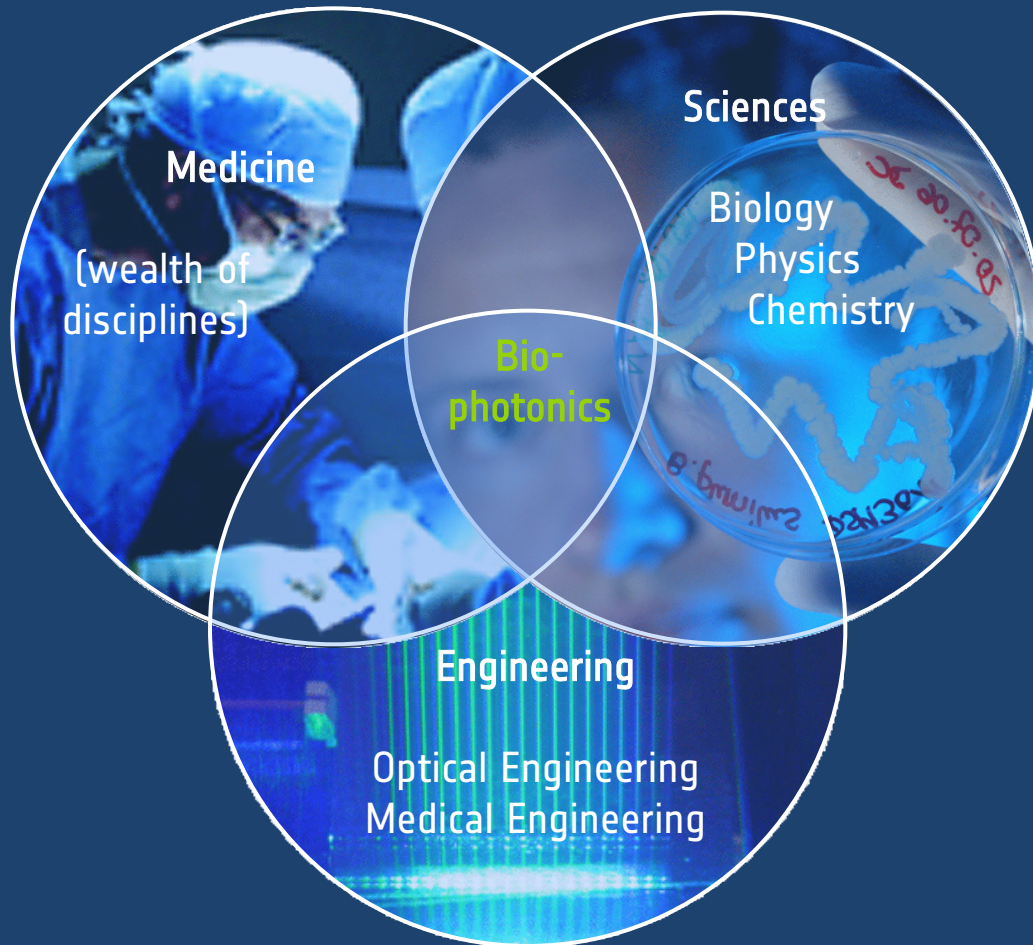 Medicine
(wealth of
disciplines)
Sciences
Biology
Physics
Chemistry
Bio-
photonics
Engineering
Optical Engineering
Medical Engineering